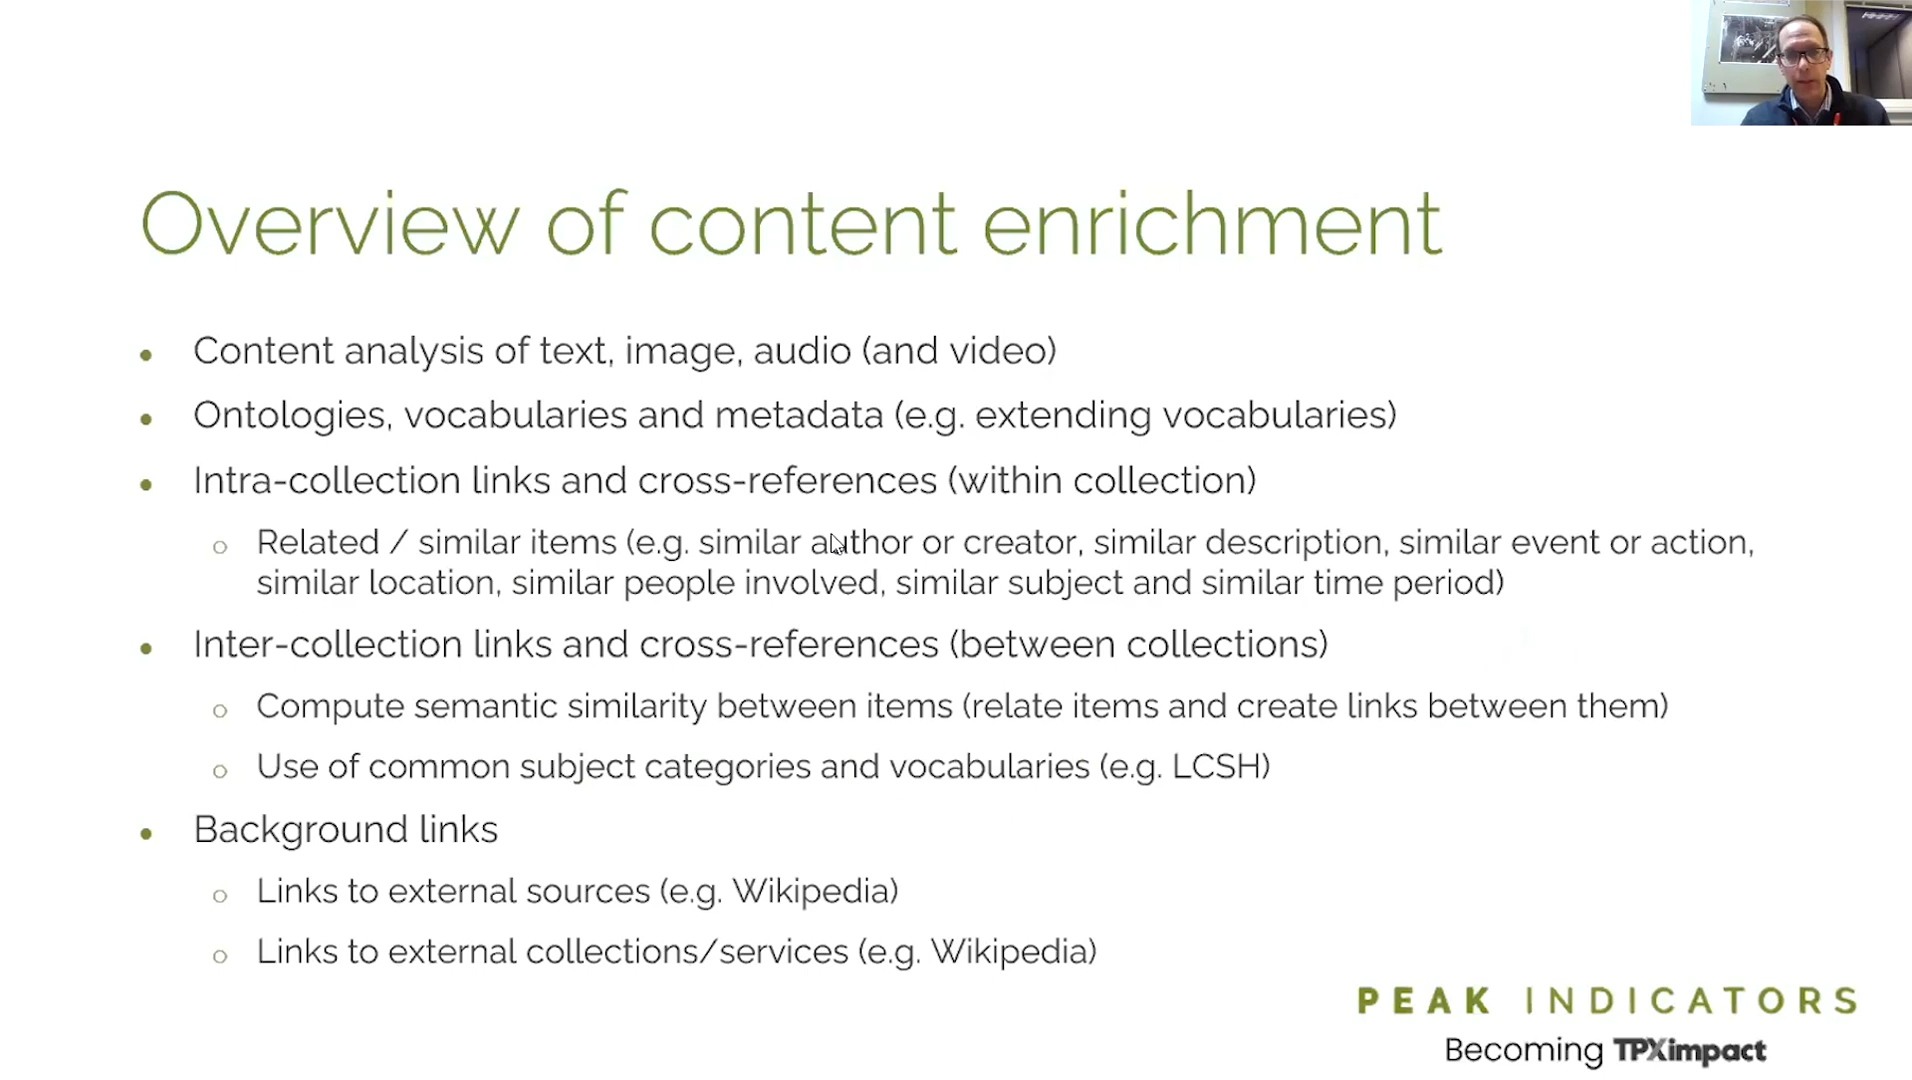 Overview of content enrichment
• Content analysis of text, image, audio (and video)
• Ontologies, vocabularies and metadata (e.g. extending vocabularies)
• Intra-collection links and cross-references (within collection)
o Related / similar items (e.g. similar author or creator, similar description, similar event or action,
similar location, similar people involved, similar subject and similar time period)
• Inter-collection links and cross-references (between collections)
o Compute semantic similarity between items (relate items and create links between them)
o Use of common subject categories and vocabularies (e.g. LCSH)
• Background links
o Links to external sources (e.g. Wikipedia)
o Links to external collections/services (e.g. Wikipedia)
PEAK INDICATORS
Becoming TPXimpact